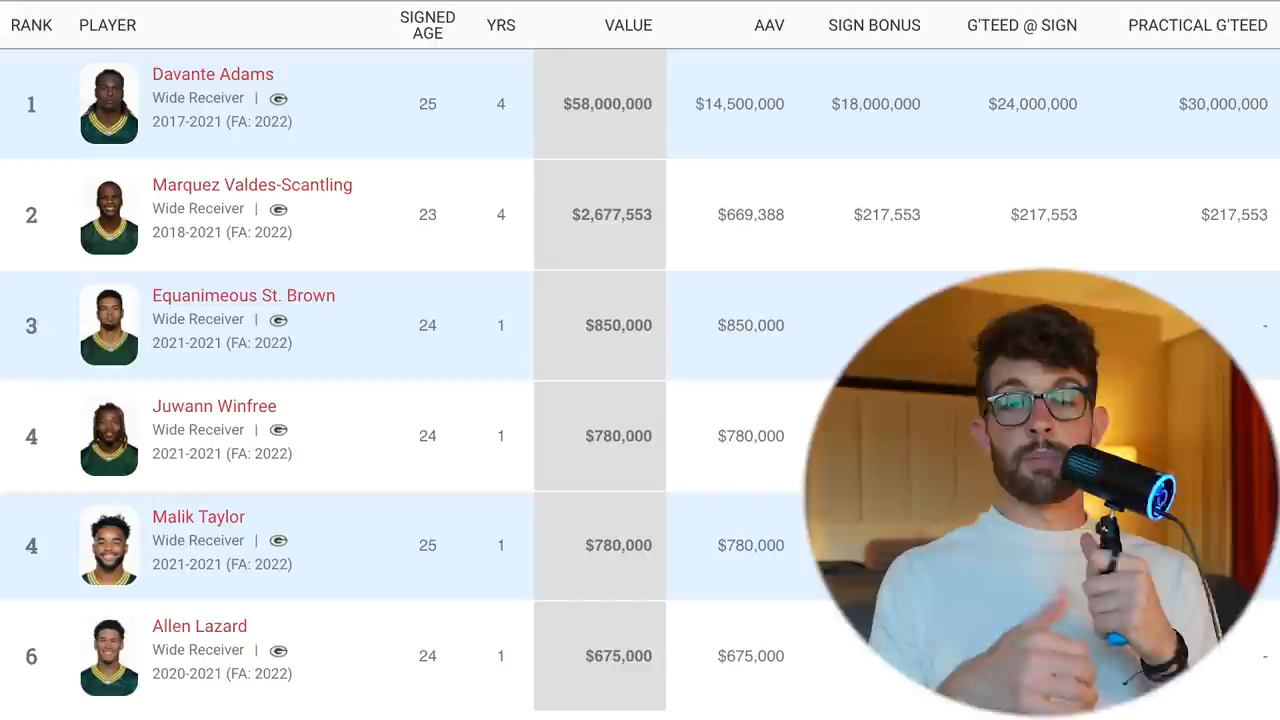 RANK PLAYER SIGNED AGE YRS VALUE AAV SIGN BONUS G'TEED @ SIGN PRACTICAL G'TEED
1 Davante Adams 25 4 $58,000,000 $14,500,000 $18,000,000 $24,000,000 $30,000,000
Wide Receiver |
2017-2021 (FA: 2022)
2 Marquez Valdes-Scantling 23 4 $2,677,553 $669,388 $217,553 $217,553 $217,553
Wide Receiver |
2018-2021 (FA: 2022)
3 Equanimeous St. Brown 24 1 $850,000 $850,000 -
Wide Receiver |
2021-2021 (FA: 2022)
4 Juwann Winfree 24 1 $780,000 $780,000
Wide Receiver |
2021-2021 (FA: 2022)
4 Malik Taylor 25 1 $780,000 $780,000
Wide Receiver |
2021-2021 (FA: 2022)
6 Allen Lazard 24 1 $675,000 $675,000 -
Wide Receiver |
2020-2021 (FA: 2022)